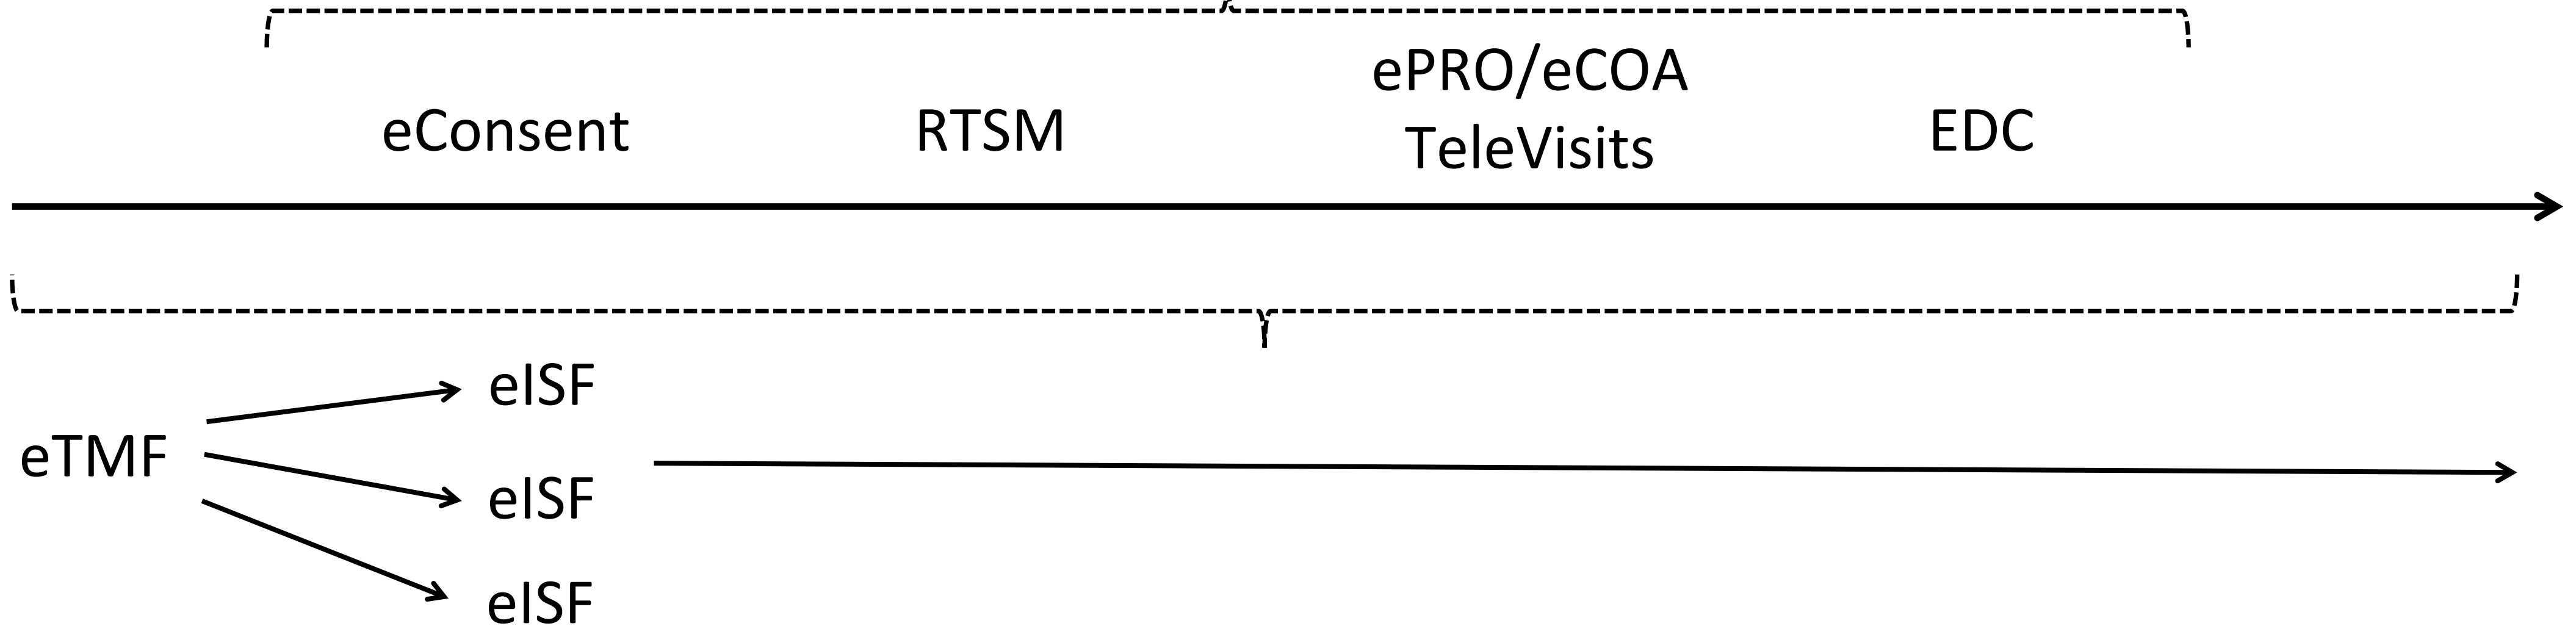 eConsent
RTSM
ePRO/eCOA
TeleVisits
EDC
eISF
eTMF
eISF
eISF